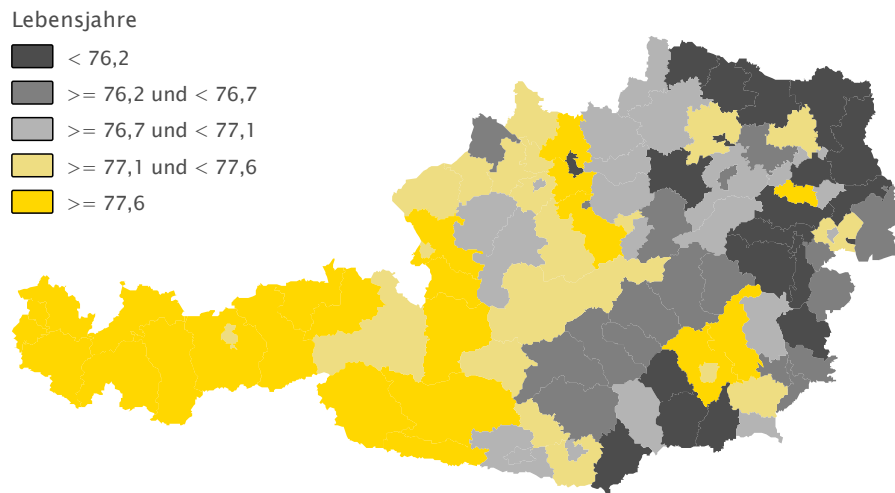 Lebensjahre
< 76,2
>= 76,2 und < 76,7
>= 76,7 und < 77,1
>= 77,1 und < 77,6
>= 77,6